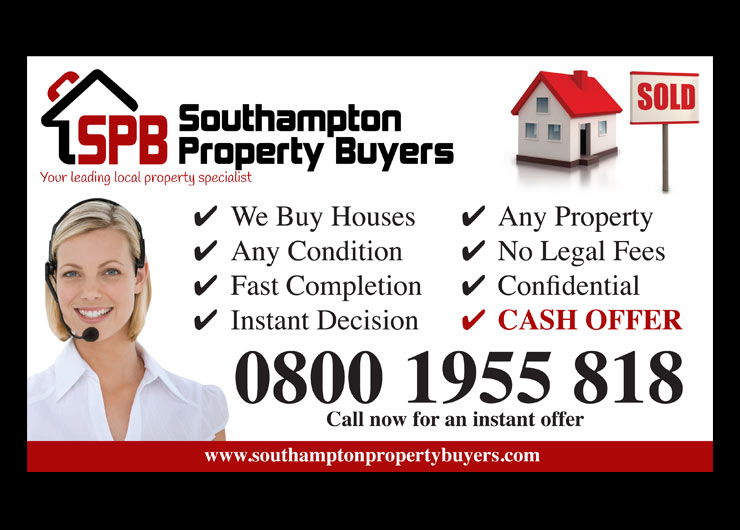 SPB Southampton
Property Buyers
Your leading local property specialist
SOLD
✔ We Buy Houses
✔ Any Condition
✔ Fast Completion
✔ Instant Decision
✔ Any Property
✔ No Legal Fees
✔ Confidential
✔ CASH OFFER
0800 1955 818
Call now for an instant offer
www.southamptonpropertybuyers.com